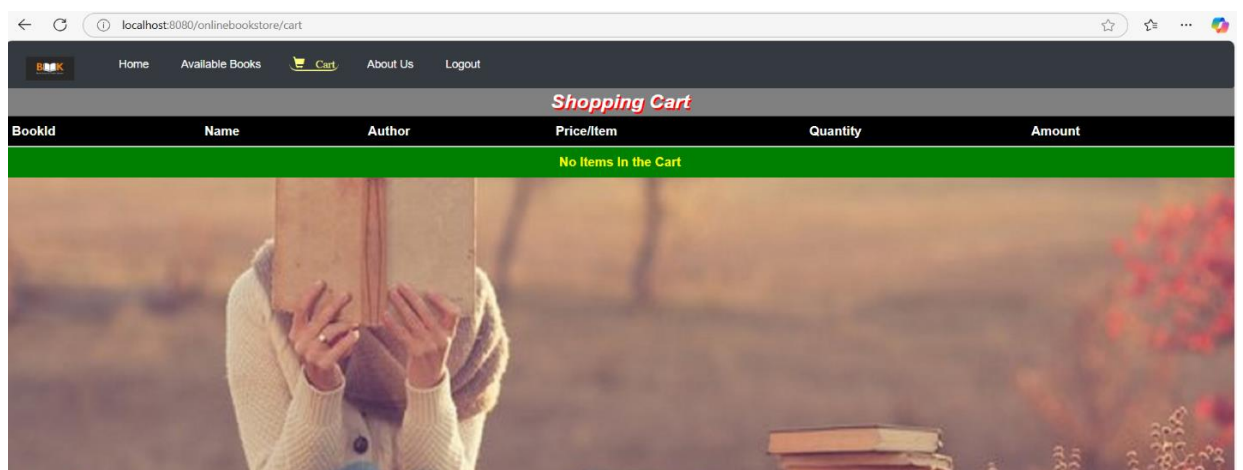 localhost:8080/onlinebookstore/cart
Home Available Books Cart About Us Logout
Shopping Cart
BookId Name Author Price/Item Quantity Amount
No Items In the Cart